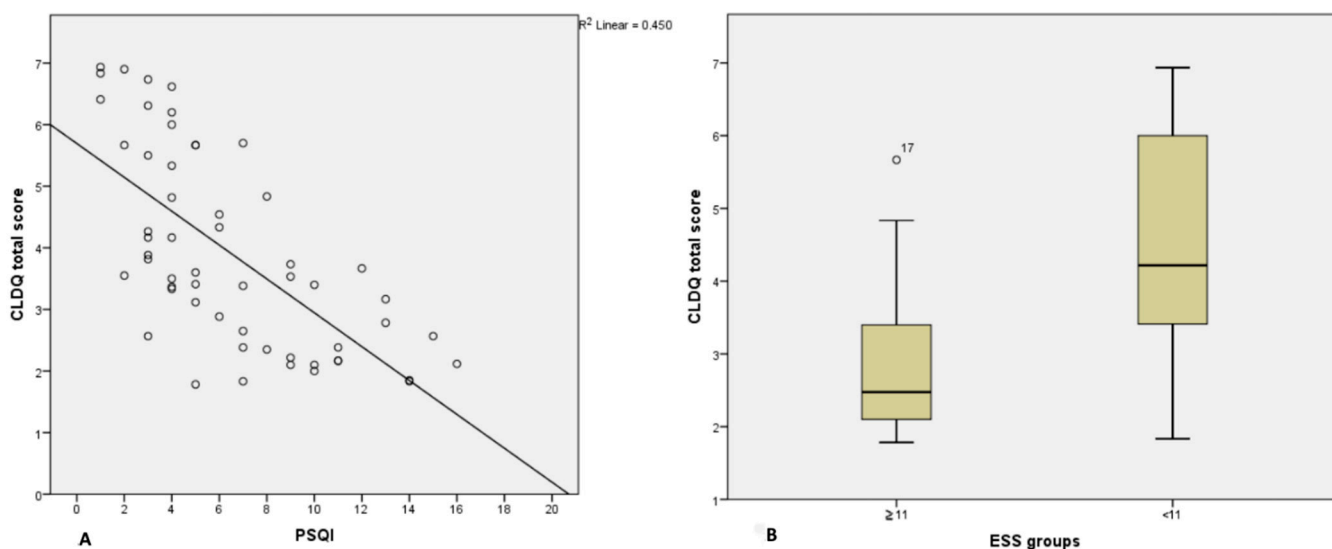 R² Linear = 0.450
CLDQ total score
7
6
5
4
3
2
1
0
0 2 4 6 8 10 12 14 16 18 20
A
PSQI
CLDQ total score
7
6
5
4
3
2
1
17
≥11 <11
B
ESS groups